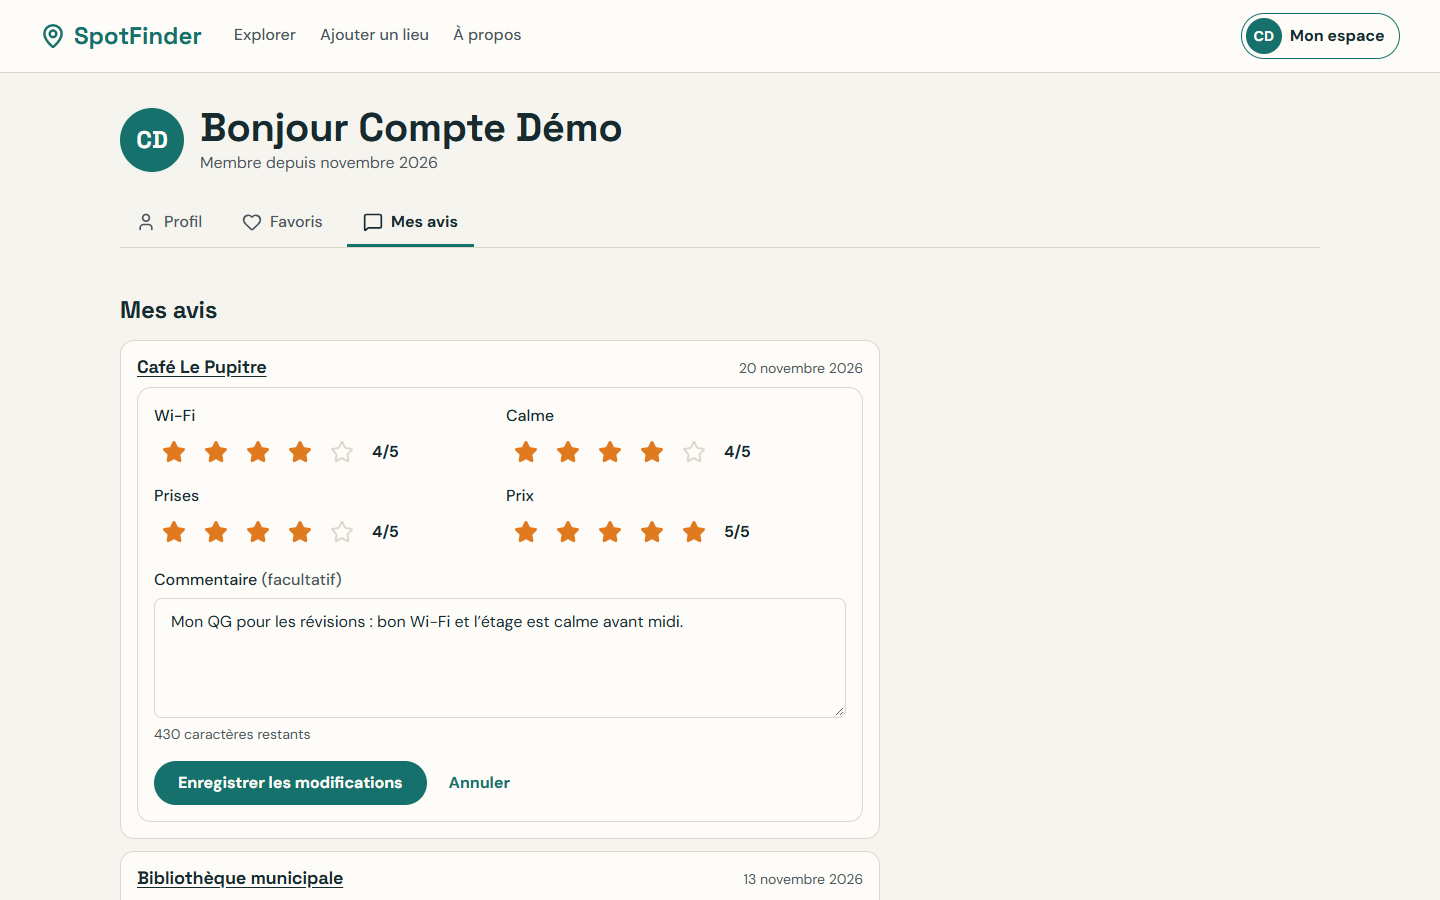 SpotFinder
Explorer
Ajouter un lieu
À propos
CD
Mon espace
CD
Bonjour Compte Démo
Membre depuis novembre 2026
Profil
Favoris
Mes avis
Mes avis
Café Le Pupitre
20 novembre 2026
Wi-Fi
4/5
Calme
4/5
Prises
4/5
Prix
5/5
Commentaire (facultatif)
Mon QG pour les révisions : bon Wi-Fi et l’étage est calme avant midi.
430 caractères restants
Enregistrer les modifications
Annuler
Bibliothèque municipale
13 novembre 2026